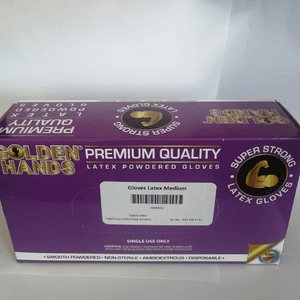 PREMIUM
QUALITY
LATEX
POWDERED
GLOVES
SUPER STRONG
LATEX GLOVES
GOLDEN
HANDS
PREMIUM QUALITY
LATEX POWDERED GLOVES
SUPER STRONG
LATEX GLOVES
Gloves Latex Medium
SINGLE USE ONLY
• SMOOTH POWDERED • NON-STERILE • AMBIDEXTROUS • DISPOSABLE •